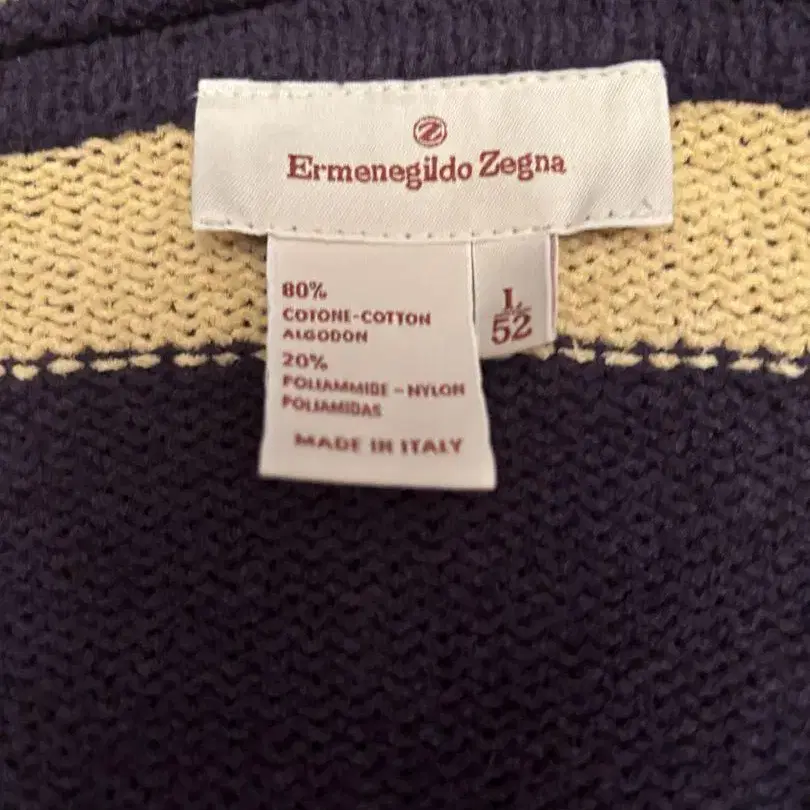 Z
Ermenegildo Zegna
80%
COTONE-COTTON
ALGODON
20%
POLIAMMIDE - NYLON
POLIAMIDAS
MADE IN ITALY
L
52